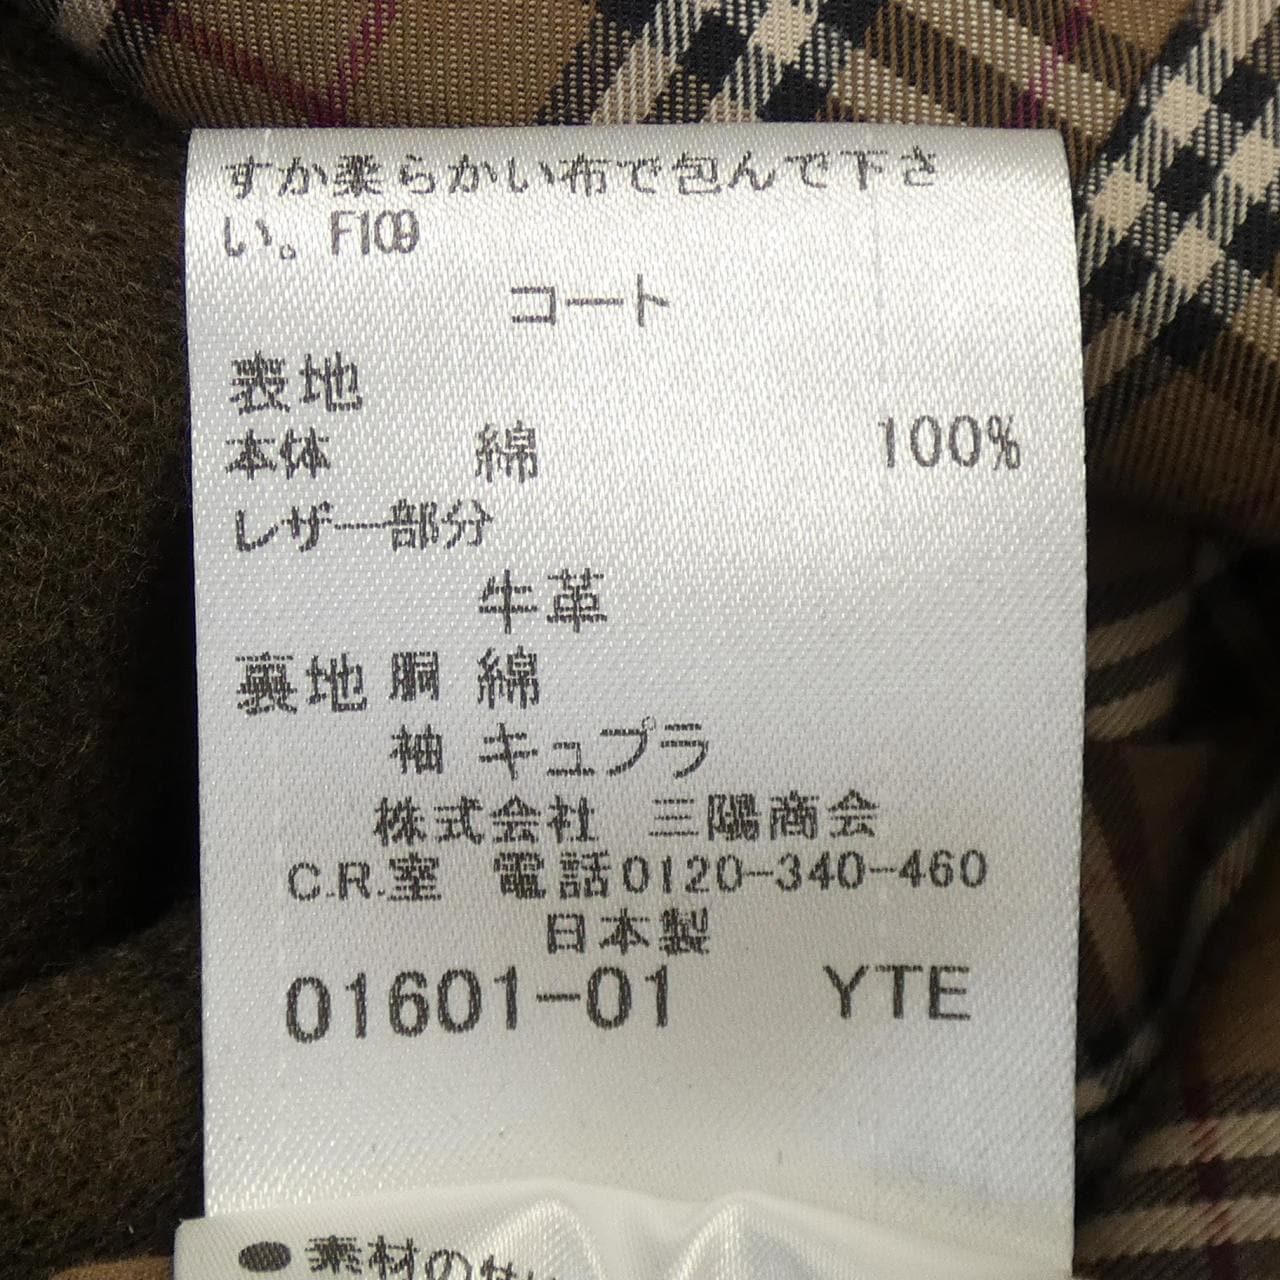 すか柔らかい布で包んで下さ
い。F109
コート
表地
本体 綿 100%
レザー部分
牛革
裏地 胴 綿
袖 キュプラ
株式会社 三陽商会
C.R.室 電話0120-340-460
日本製
01601-01 YTE
●素材の